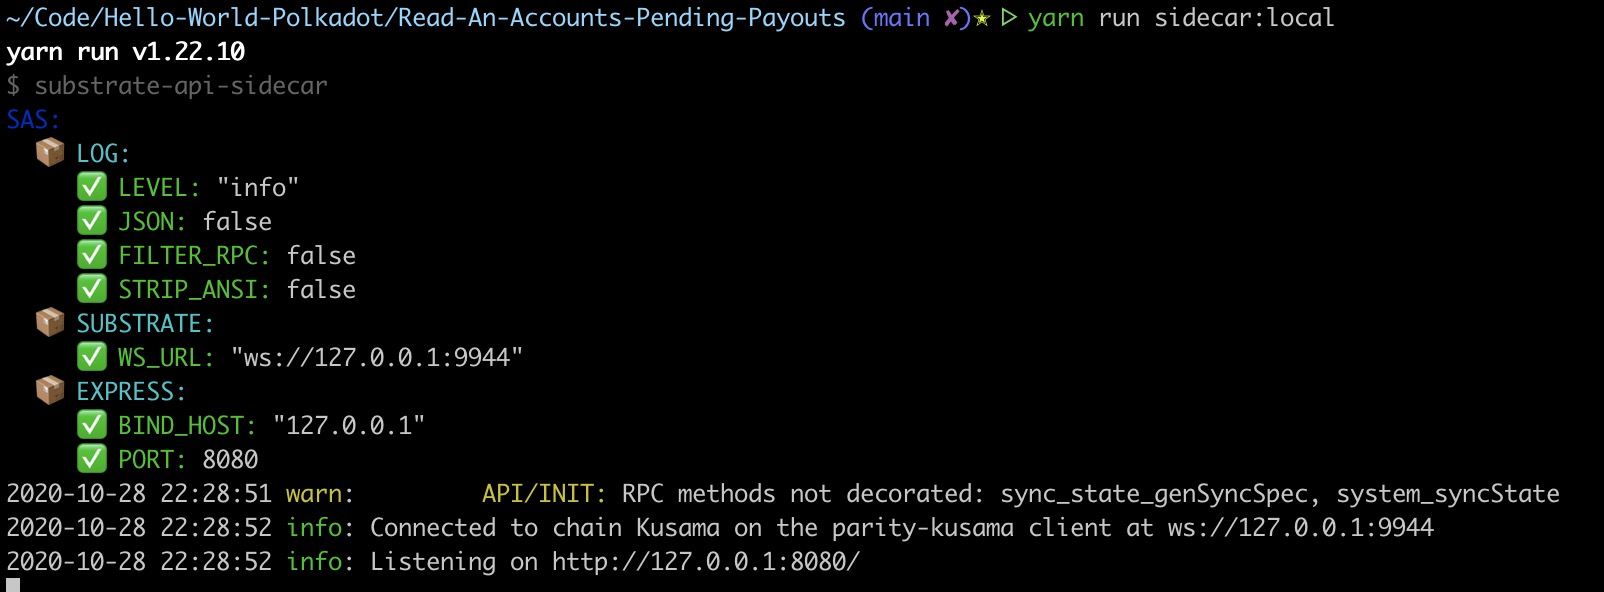 ~/Code/Hello-World-Polkadot/Read-An-Accounts-Pending-Payouts (main ✘)✭ ▷ yarn run sidecar:local
yarn run v1.22.10
$ substrate-api-sidecar
SAS:
📦 LOG:
✅ LEVEL: "info"
✅ JSON: false
✅ FILTER_RPC: false
✅ STRIP_ANSI: false
📦 SUBSTRATE:
✅ WS_URL: "ws://127.0.0.1:9944"
📦 EXPRESS:
✅ BIND_HOST: "127.0.0.1"
✅ PORT: 8080
2020-10-28 22:28:51 warn: API/INIT: RPC methods not decorated: sync_state_genSyncSpec, system_syncState
2020-10-28 22:28:52 info: Connected to chain Kusama on the parity-kusama client at ws://127.0.0.1:9944
2020-10-28 22:28:52 info: Listening on http://127.0.0.1:8080/